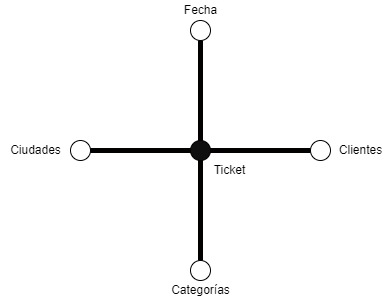 Fecha
Ciudades
Clientes
Ticket
Categorías